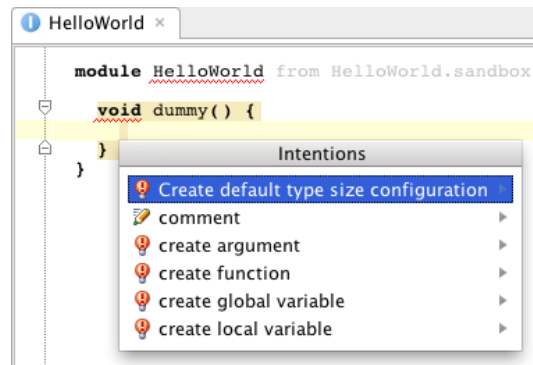 HelloWorld
module HelloWorld from HelloWorld.sandbox
void dummy() {
}
}
Intentions
Create default type size configuration
comment
create argument
create function
create global variable
create local variable